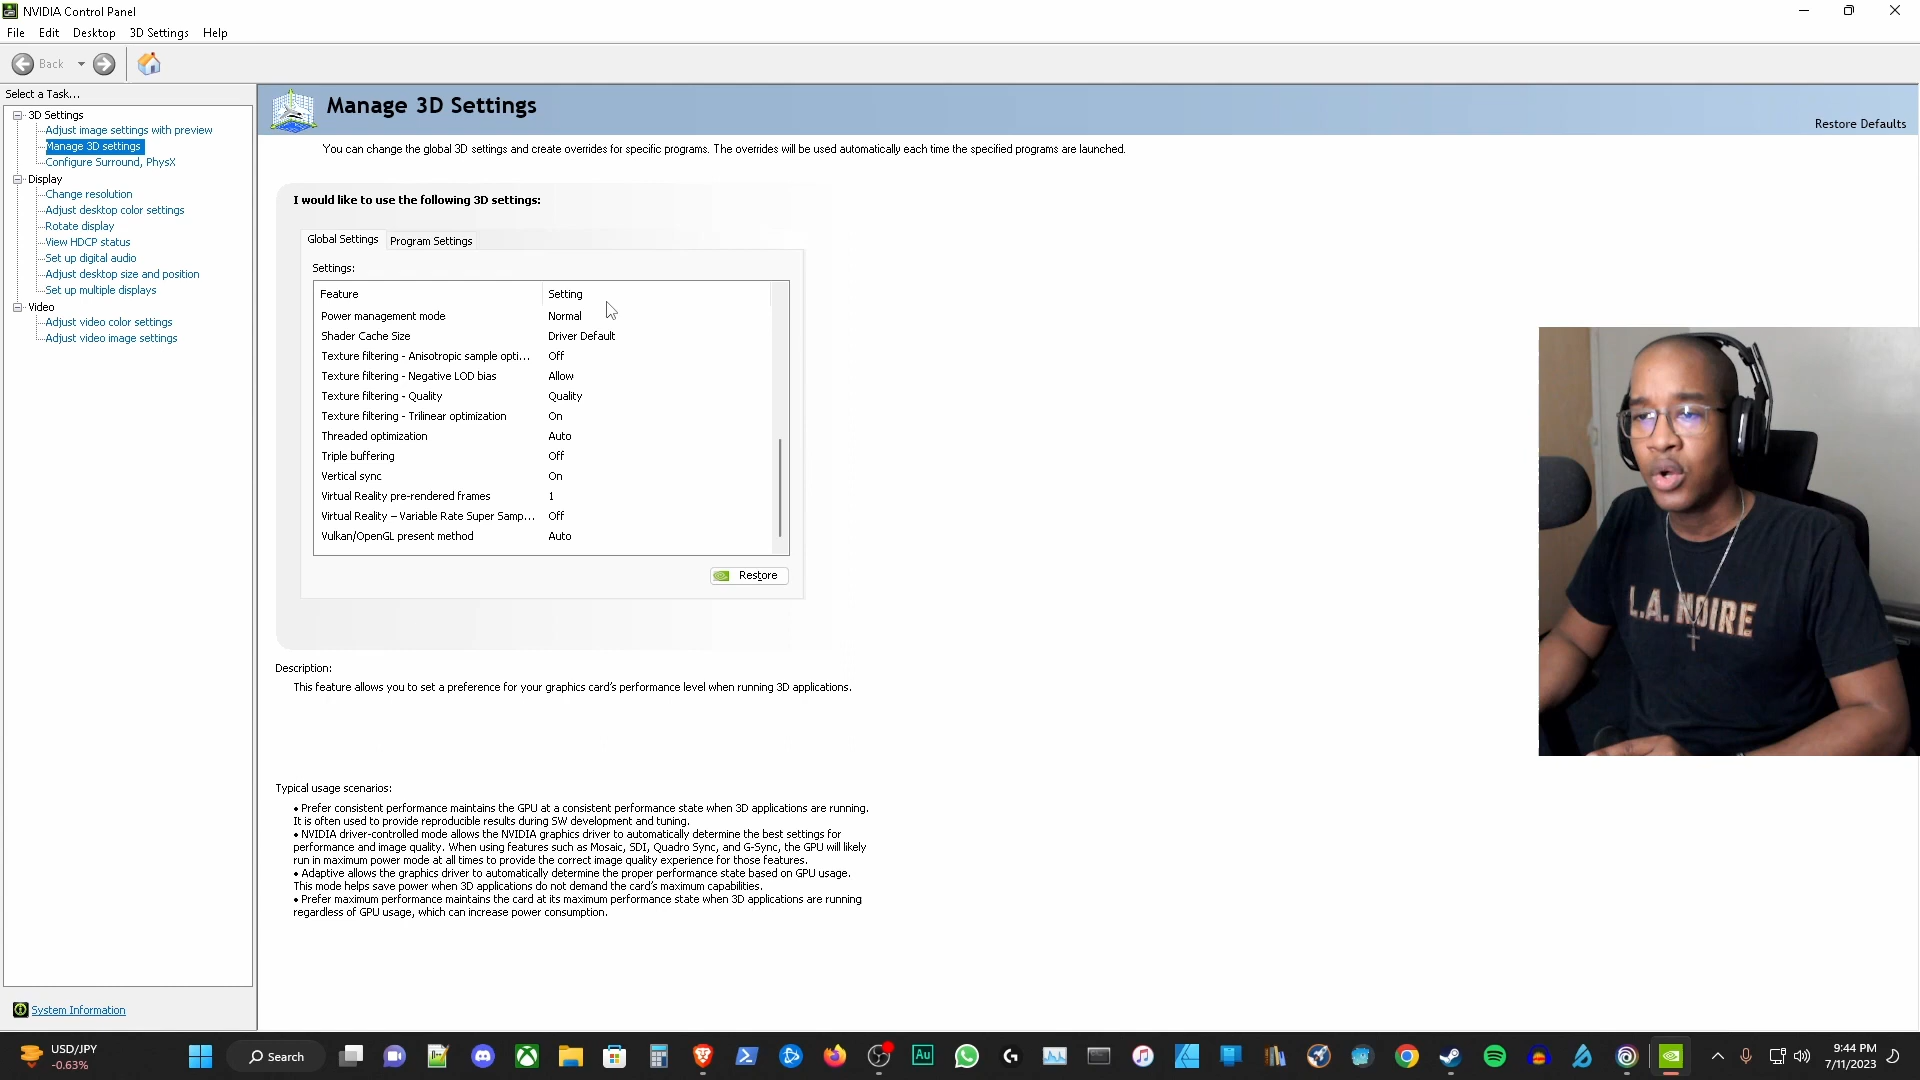 NVIDIA Control Panel
File Edit Desktop 3D Settings Help
Back
Select a Task...
3D Settings
Adjust image settings with preview
Manage 3D settings
Configure Surround, PhysX
Display
Change resolution
Adjust desktop color settings
Rotate display
View HDCP status
Set up digital audio
Adjust desktop size and position
Set up multiple displays
Video
Adjust video color settings
Adjust video image settings
System Information
Manage 3D Settings
Restore Defaults
You can change the global 3D settings and create overrides for specific programs. The overrides will be used automatically each time the specified programs are launched.
I would like to use the following 3D settings:
Global Settings Program Settings
Settings:
Feature Setting
Power management mode Normal
Shader Cache Size Driver Default
Texture filtering - Anisotropic sample opti... Off
Texture filtering - Negative LOD bias Allow
Texture filtering - Quality Quality
Texture filtering - Trilinear optimization On
Threaded optimization Auto
Triple buffering Off
Vertical sync On
Virtual Reality pre-rendered frames 1
Virtual Reality – Variable Rate Super Samp... Off
Vulkan/OpenGL present method Auto
Restore
Description:
This feature allows you to set a preference for your graphics card's performance level when running 3D applications.
Typical usage scenarios:
• Prefer consistent performance maintains the GPU at a consistent performance state when 3D applications are running.
It is often used to provide reproducible results during SW development and tuning.
• NVIDIA driver-controlled mode allows the NVIDIA graphics driver to automatically determine the best settings for
performance and image quality. When using features such as Mosaic, SDI, Quadro Sync, and G-Sync, the GPU will likely
run in maximum power mode at all times to provide the correct image quality experience for those features.
• Adaptive allows the graphics driver to automatically determine the proper performance state based on GPU usage.
This mode helps save power when 3D applications do not demand the card's maximum capabilities.
• Prefer maximum performance maintains the card at its maximum performance state when 3D applications are running
regardless of GPU usage, which can increase power consumption.
L.A. NOIRE
USD/JPY
-0.63%
Search
Au
9:44 PM
7/11/2023